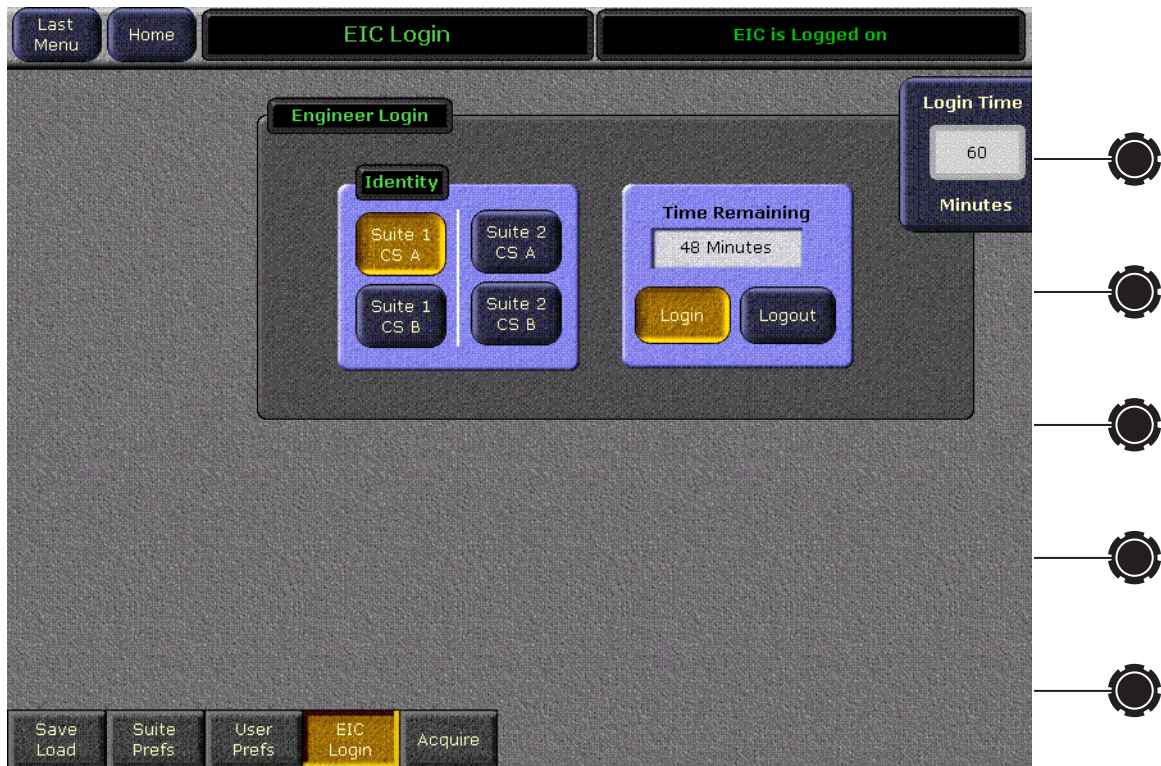 Last
Menu
Home
EIC Login
EIC is Logged on
Engineer Login
Login Time
60
Minutes
Identity
Suite 1
CS A
Suite 2
CS A
Suite 1
CS B
Suite 2
CS B
Time Remaining
48 Minutes
Login
Logout
Save
Load
Suite
Prefs
User
Prefs
EIC
Login
Acquire